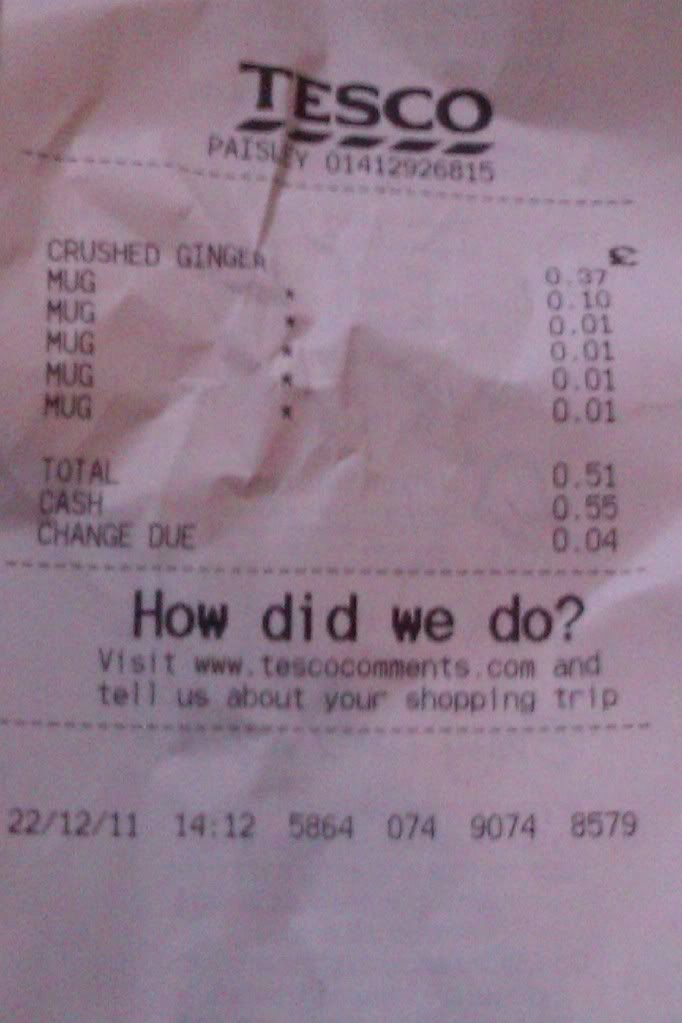 TESCO
PAISLEY 01412926815
£
CRUSHED GINGER 0.37
MUG * 0.10
MUG * 0.01
MUG * 0.01
MUG * 0.01
MUG * 0.01
TOTAL 0.51
CASH 0.55
CHANGE DUE 0.04
How did we do?
Visit www.tescocomments.com and
tell us about your shopping trip
22/12/11 14:12 5864 074 9074 8579